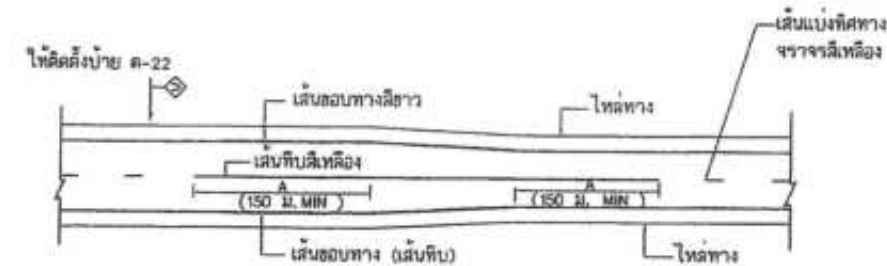 เส้นแบ่งทิศทาง
จราจรสีเหลือง
ให้ติดตั้งป้าย ต-22
เส้นขอบทางสีขาว
ไหล่ทาง
เส้นทึบสีเหลือง
A
A
(150 ม. MIN )
(150 ม. MIN )
เส้นขอบทาง (เส้นทึบ)
ไหล่ทาง